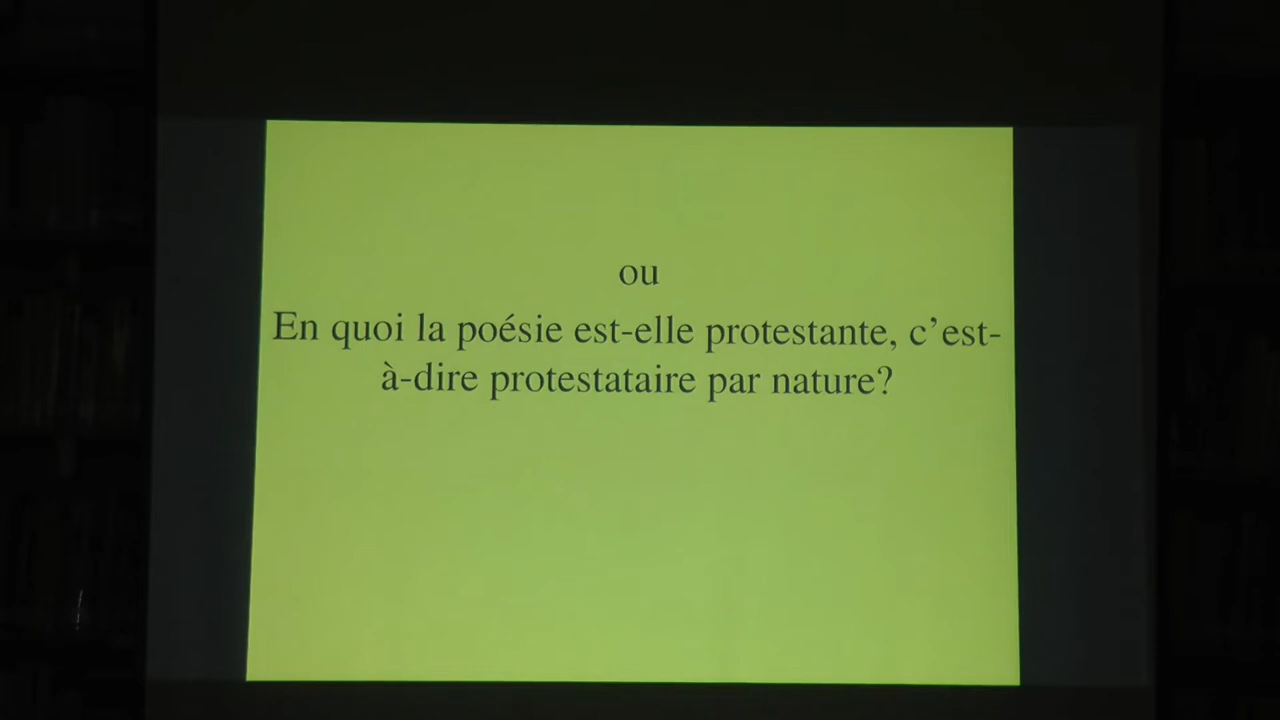 ou
En quoi la poésie est-elle protestante, c’est-
à-dire protestataire par nature?